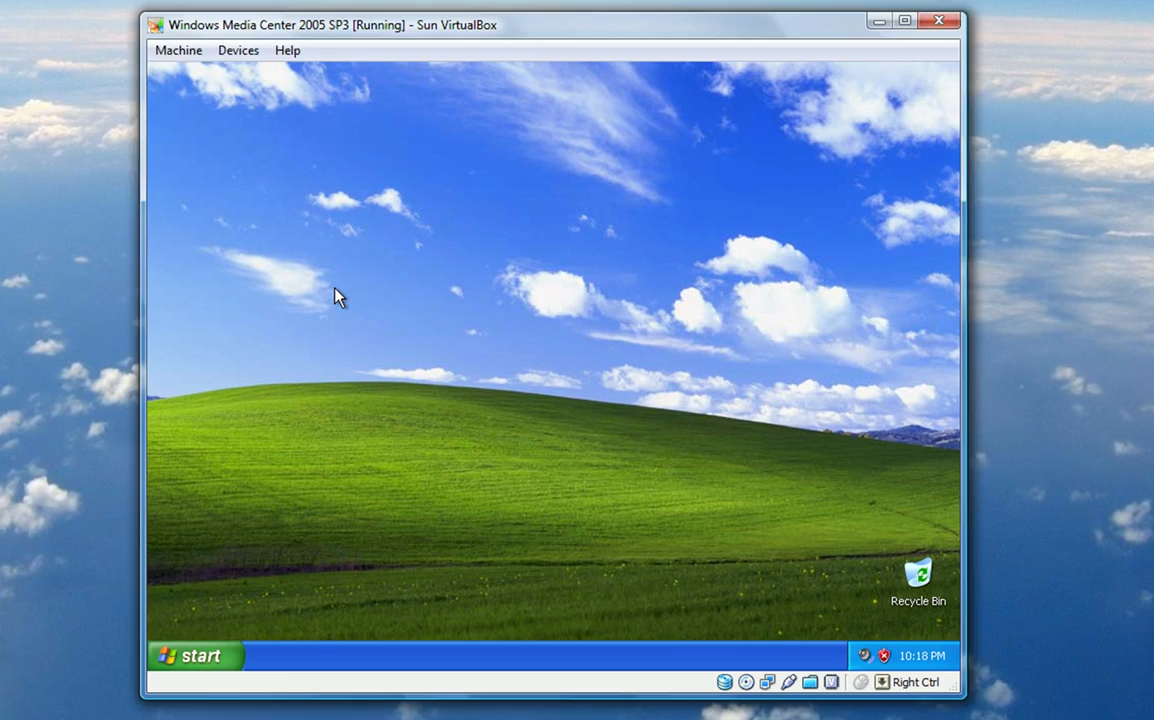 Windows Media Center 2005 SP3 [Running] - Sun VirtualBox
Machine Devices Help
Recycle Bin
start
10:18 PM
Right Ctrl